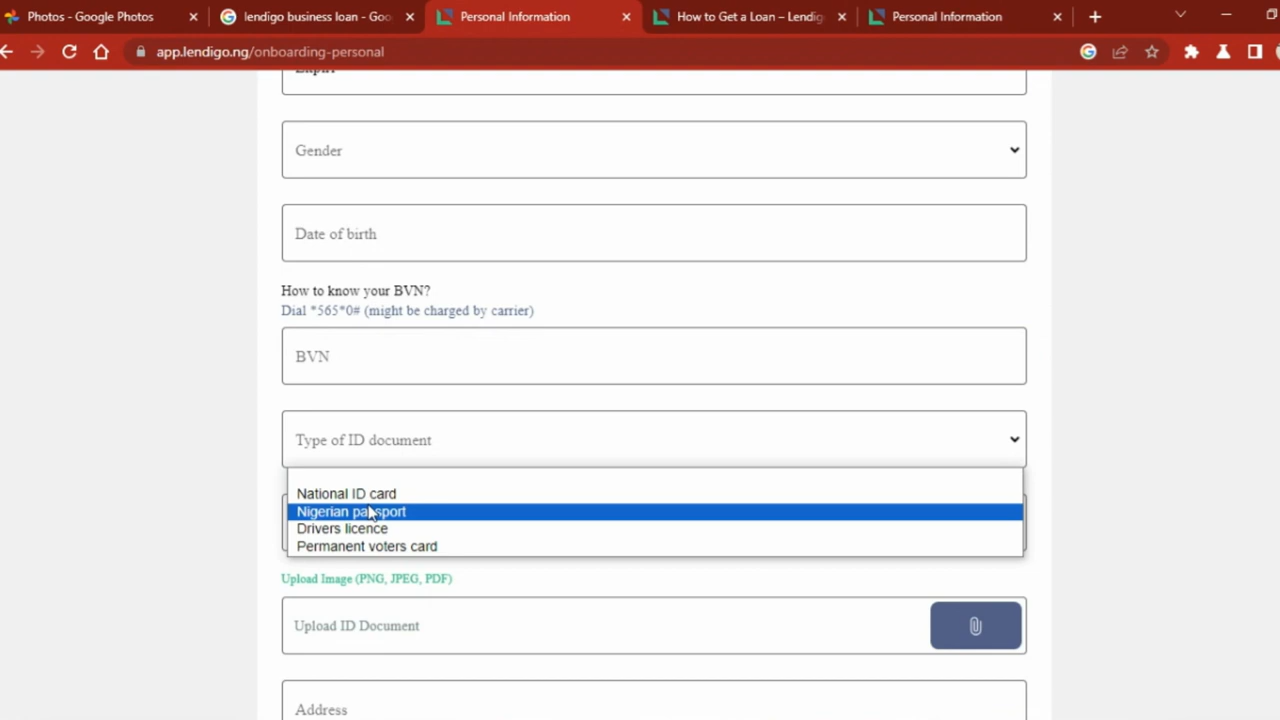 Photos - Google Photos
lendigo business loan - Goo
Personal Information
How to Get a Loan – Lendig
Personal Information
app.lendigo.ng/onboarding-personal
Gender
Date of birth
How to know your BVN?
Dial *565*0# (might be charged by carrier)
BVN
Type of ID document
National ID card
Nigerian passport
Drivers licence
Permanent voters card
Upload Image (PNG, JPEG, PDF)
Upload ID Document
Address